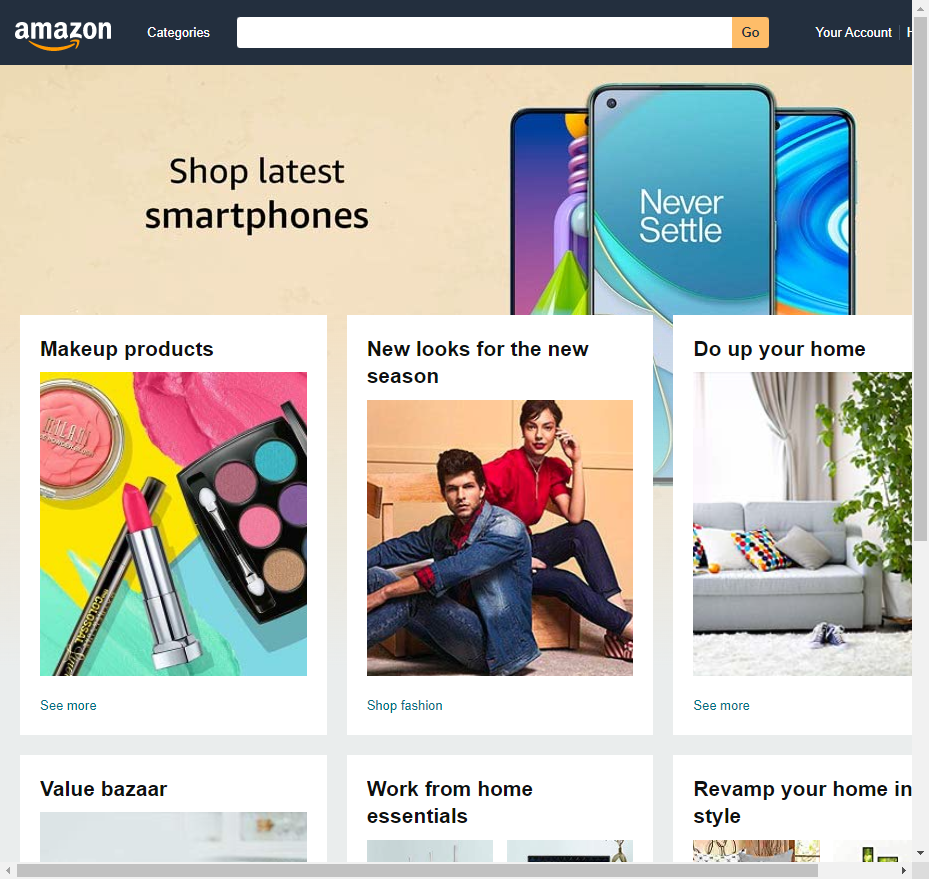 amazon
Categories
Go
Your Account
Shop latest
smartphones
Never
Settle
Makeup products
MILANI
COLOSSAL
See more
New looks for the new
season
Shop fashion
Do up your home
See more
Value bazaar
Work from home
essentials
Revamp your home in
style